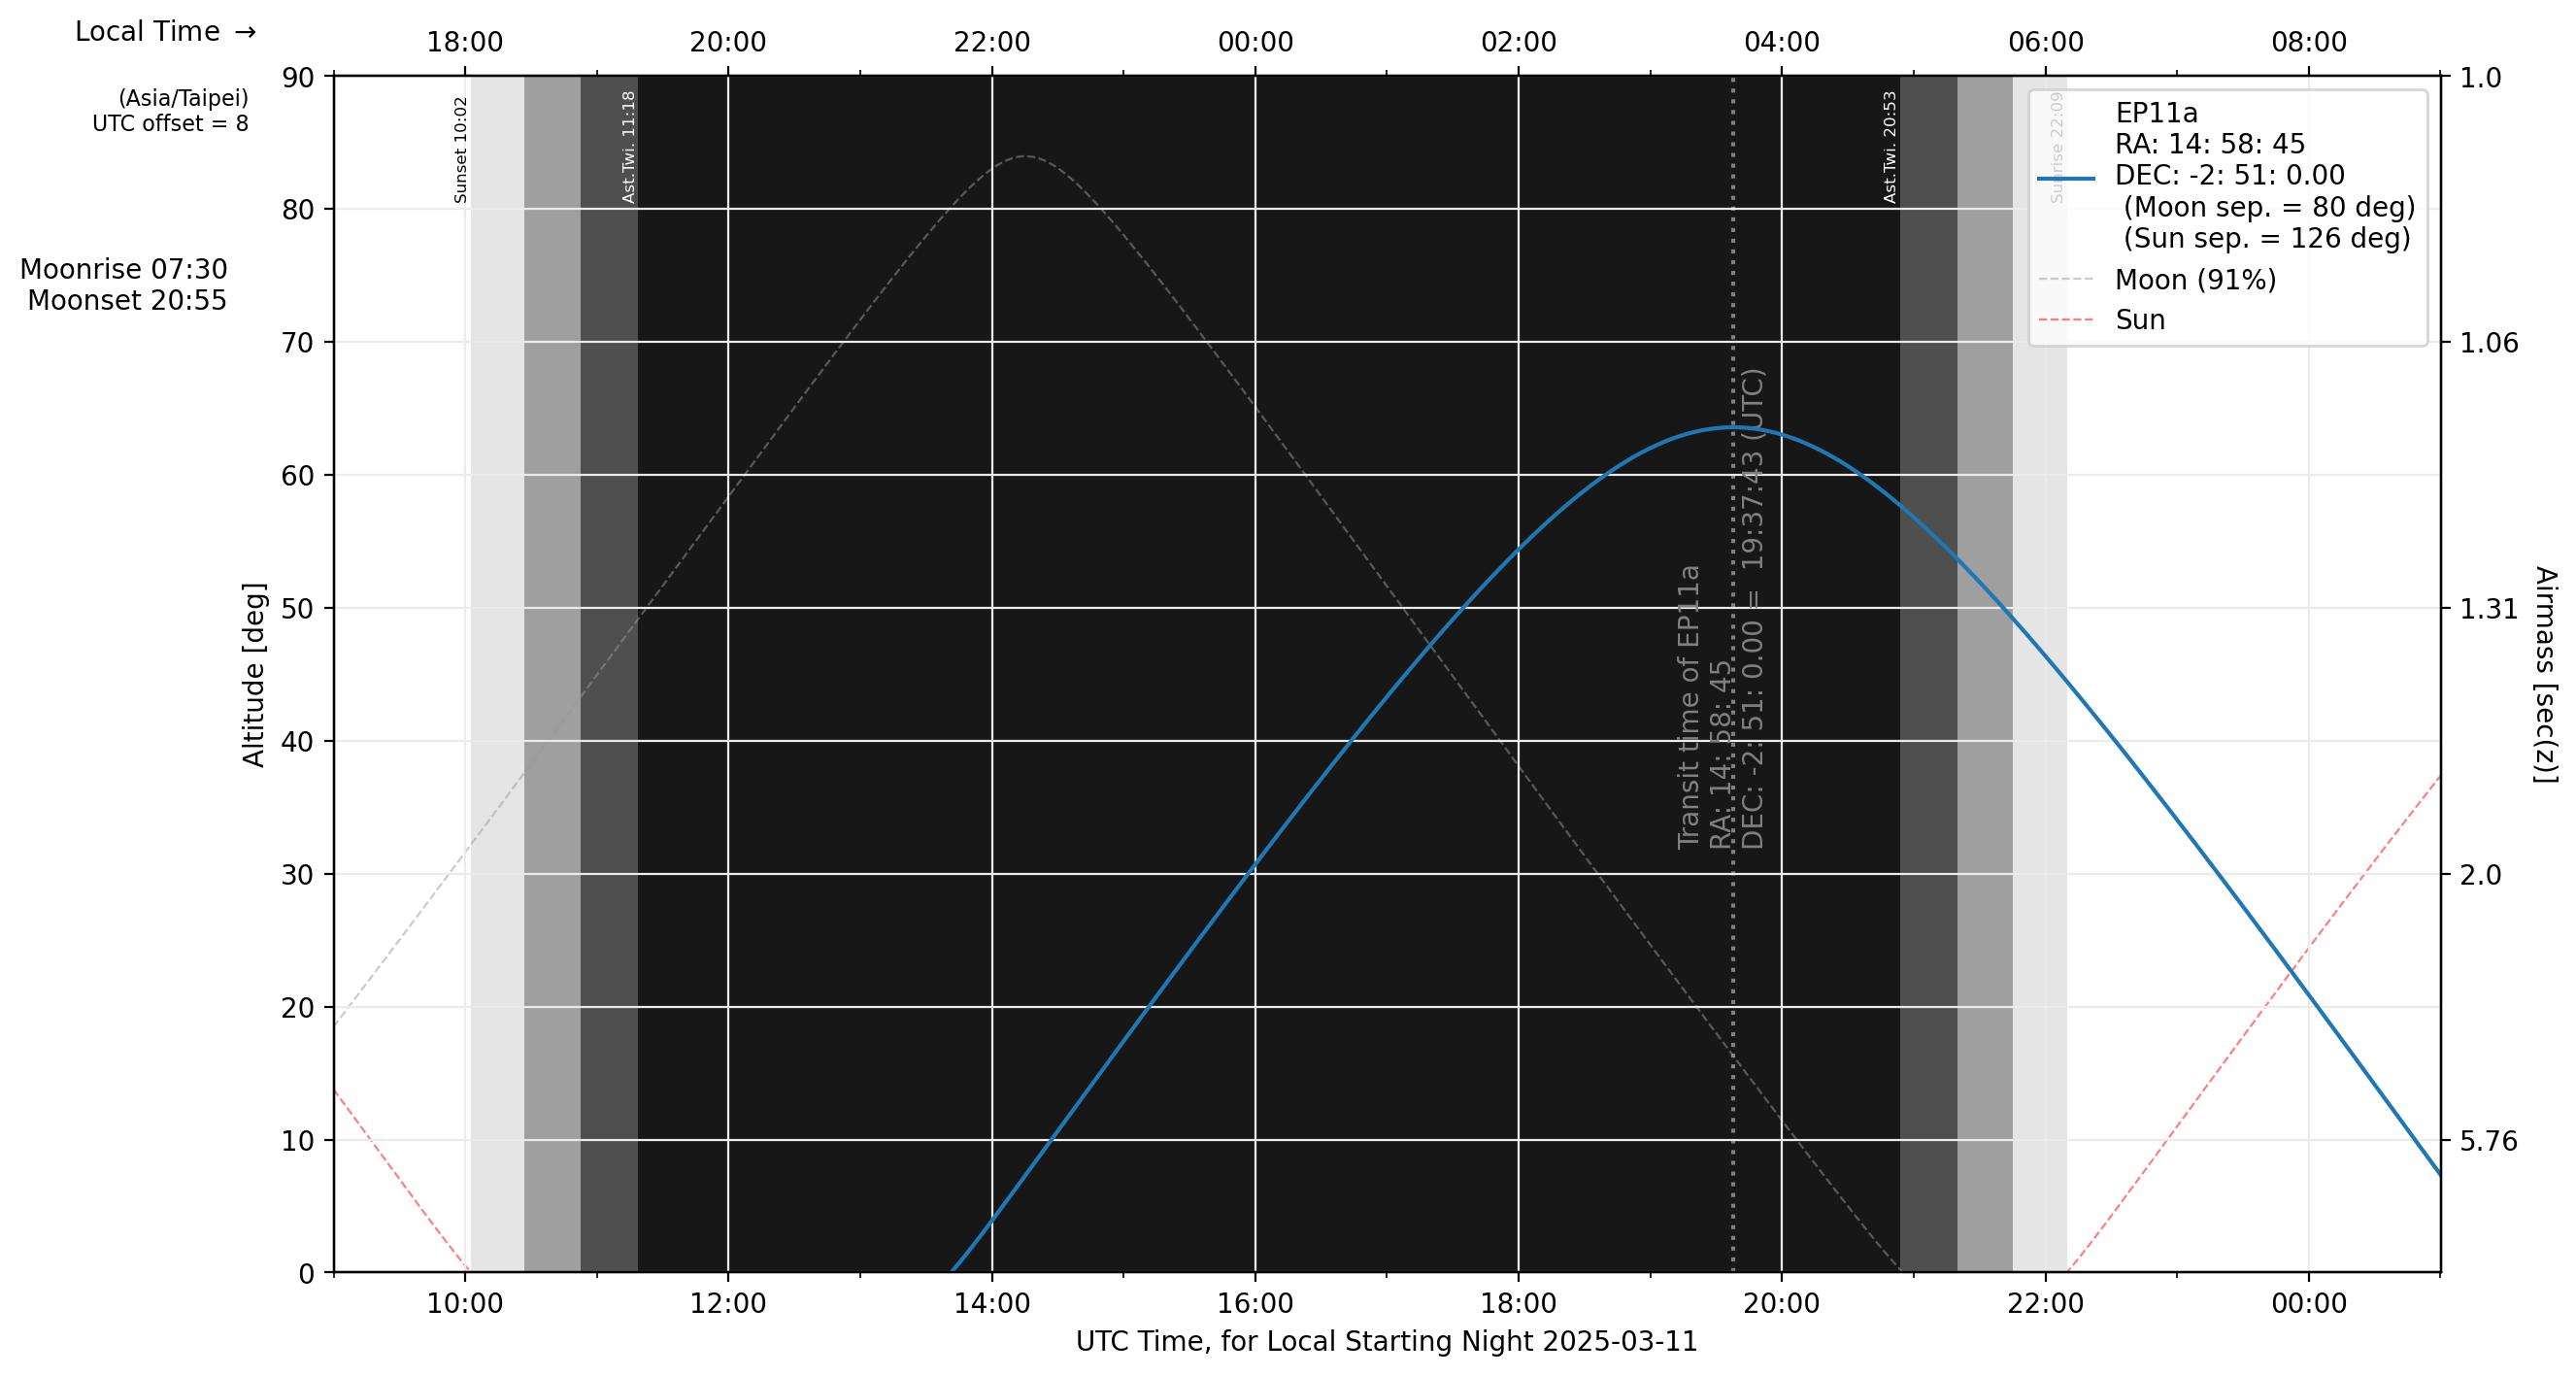 Local Time →
18:00 20:00 22:00 00:00 02:00 04:00 06:00 08:00
(Asia/Taipei)
UTC offset = 8
Moonrise 07:30
Moonset 20:55
Altitude [deg]
90
80
70
60
50
40
30
20
10
0
Sunset 10:02
Ast.Twi. 11:18
Transit time of EP11a
RA: 14: 58: 45
DEC: -2: 51: 0.00 = 19:37:43 (UTC)
Ast.Twi. 20:53
Sunrise 22:09
EP11a
RA: 14: 58: 45
DEC: -2: 51: 0.00
(Moon sep. = 80 deg)
(Sun sep. = 126 deg)
Moon (91%)
Sun
1.0
1.06
1.31
2.0
5.76
Airmass [sec(z)]
10:00 12:00 14:00 16:00 18:00 20:00 22:00 00:00
UTC Time, for Local Starting Night 2025-03-11